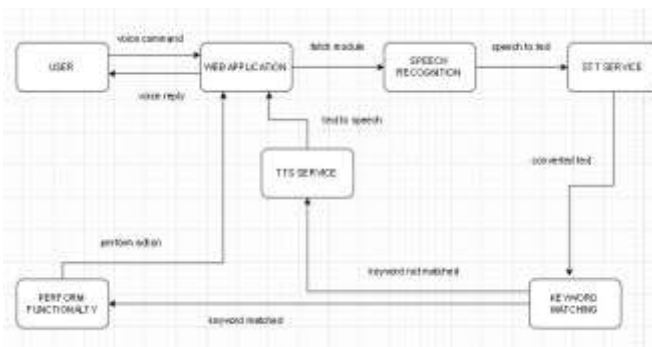 voice command
fetch module
speech to text
USER
WEB APPLICATION
SPEECH
RECOGNITION
STT SERVICE
voice reply
text to speech
TTS SERVICE
converted text
perform action
keyword not matched
PERFORM
FUNCTIONALTY
KEYWORD
MATCHING
keyword matched